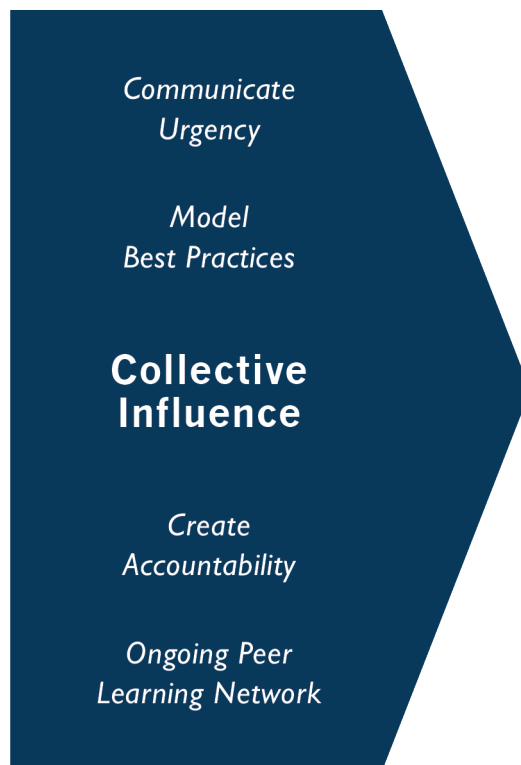 Communicate
Urgency
Model
Best Practices
Collective
Influence
Create
Accountability
Ongoing Peer
Learning Network